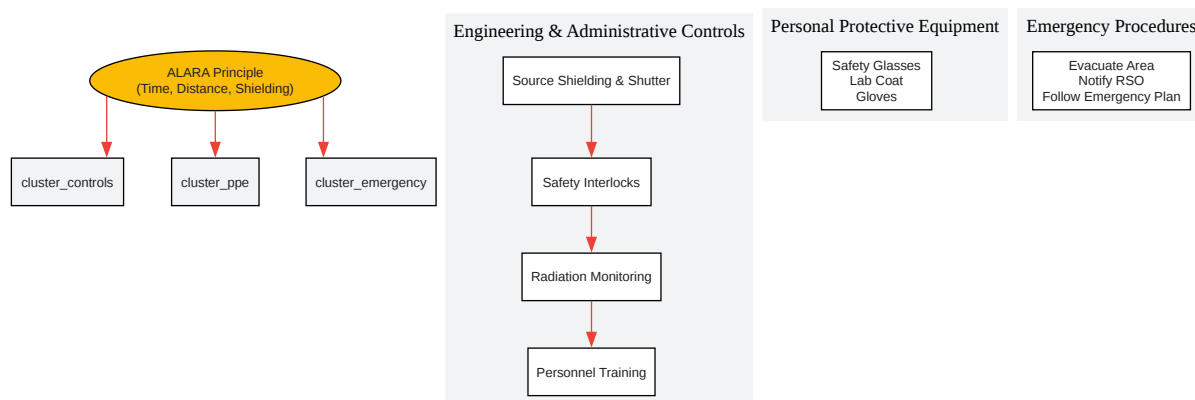 ALARA Principle
(Time, Distance, Shielding)
cluster_controls
cluster_ppe
cluster_emergency
Engineering & Administrative Controls
Source Shielding & Shutter
Safety Interlocks
Radiation Monitoring
Personnel Training
Personal Protective Equipment
Safety Glasses
Lab Coat
Gloves
Emergency Procedures
Evacuate Area
Notify RSO
Follow Emergency Plan